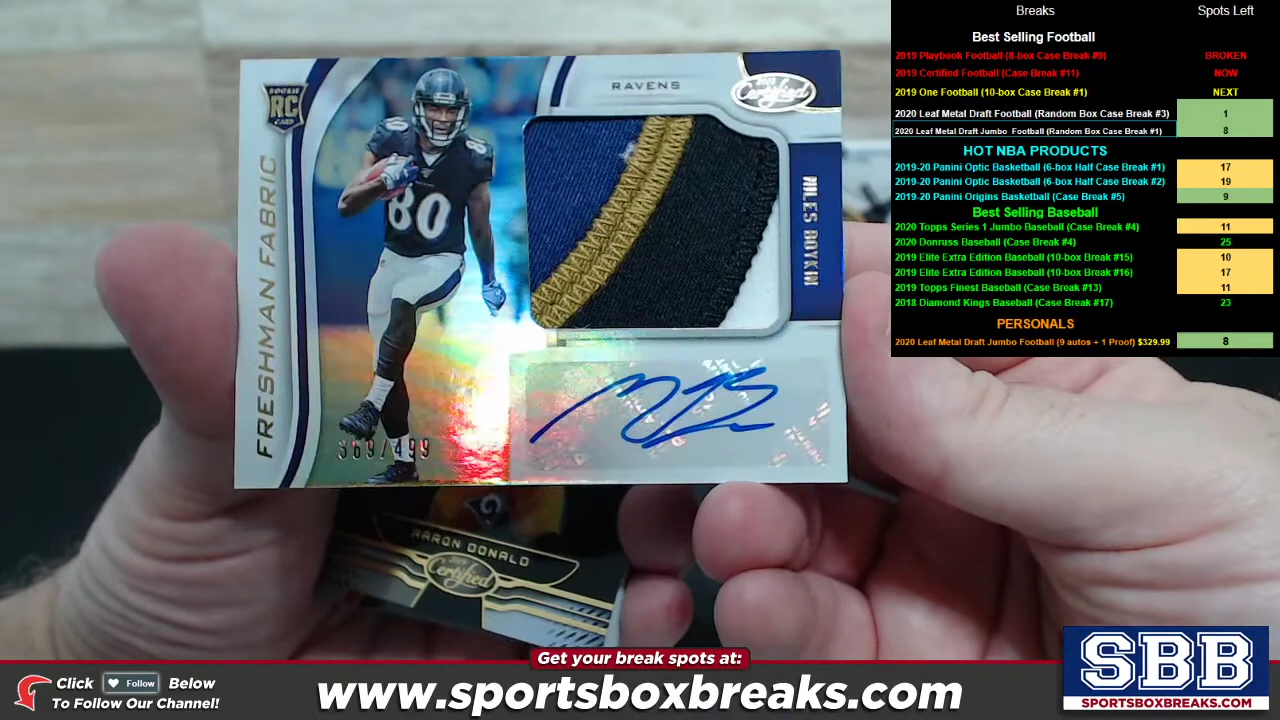 Breaks Spots Left
Best Selling Football
2019 Playbook Football (8-box Case Break #9) BROKEN
2019 Certified Football (Case Break #11) NOW
2019 One Football (10-box Case Break #1) NEXT
2020 Leaf Metal Draft Football (Random Box Case Break #3) 1
2020 Leaf Metal Draft Jumbo Football (Random Box Case Break #1) 8
HOT NBA PRODUCTS
2019-20 Panini Optic Basketball (6-box Half Case Break #1) 17
2019-20 Panini Optic Basketball (6-box Half Case Break #2) 19
2019-20 Panini Origins Basketball (Case Break #5) 9
Best Selling Baseball
2020 Topps Series 1 Jumbo Baseball (Case Break #4) 11
2020 Donruss Baseball (Case Break #4) 25
2019 Elite Extra Edition Baseball (10-box Break #15) 10
2019 Elite Extra Edition Baseball (10-box Break #16) 17
2019 Topps Finest Baseball (Case Break #13) 11
2018 Diamond Kings Baseball (Case Break #17) 23
PERSONALS
2020 Leaf Metal Draft Jumbo Football (9 autos + 1 Proof) $329.99 8
ROOKIE
RC
CARD
FRESHMAN FABRIC
RAVENS
Certified
MILES BOYKIN
80
80
369/499
AARON DONALD
Certified
Get your break spots at:
Click Follow Below
To Follow Our Channel!
www.sportsboxbreaks.com
SBB
SPORTSBOXBREAKS.COM